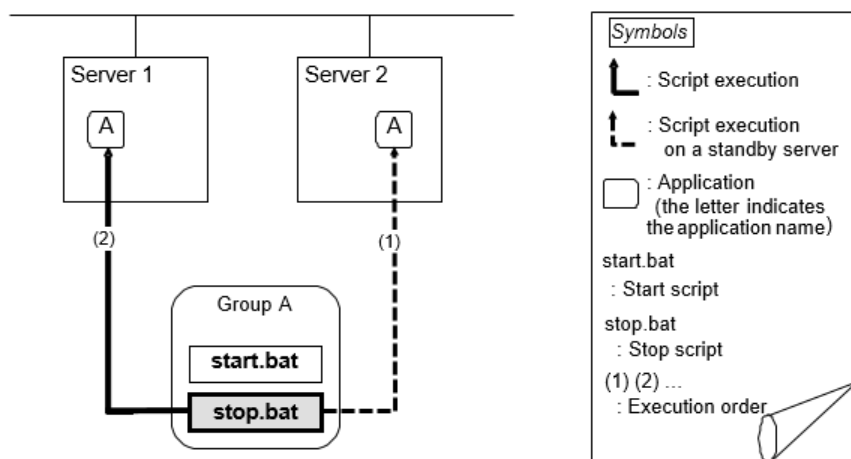 Server 1
Server 2
A
A
(2)
(1)
Group A
start.bat
stop.bat
Symbols
: Script execution
: Script execution
on a standby server
: Application
(the letter indicates
the application name)
start.bat
: Start script
stop.bat
: Stop script
(1) (2) ...
: Execution order